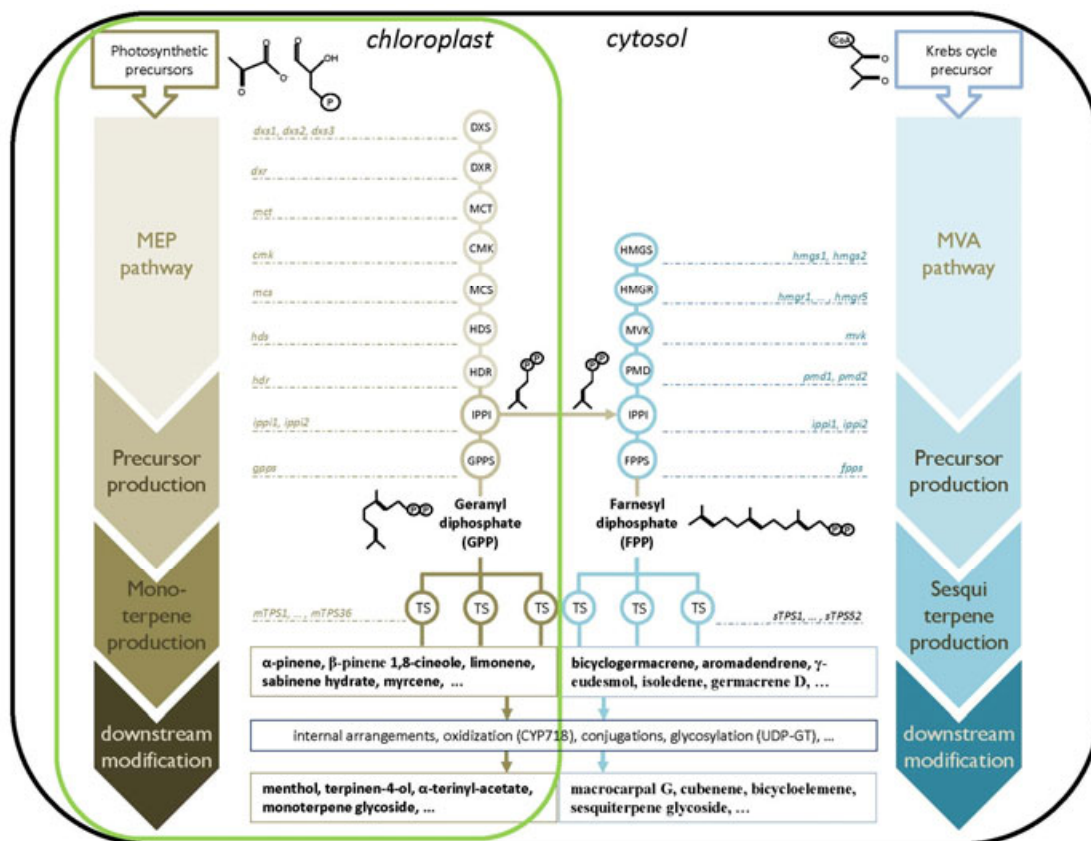 chloroplast
cytosol
Photosynthetic
precursors
O
O
O-
O
OH
P
CoA
O
O
Krebs cycle
precursor
MEP
pathway
Precursor
production
Mono-
terpene
production
downstream
modification
dxs1, dxs2, dxs3
dxr
mct
cmk
mcs
hds
hdr
ippi1, ippi2
gpps
DXS
DXR
MCT
CMK
MCS
HDS
HDR
IPPI
GPPS
P P
P P
HMGS
HMGR
MVK
PMD
IPPI
FPPS
hmgs1, hmgs2
hmgr1, .. , hmgr5
mvk
pmd1, pmd2
ippi1, ippi2
fpps
MVA
pathway
Precursor
production
Sesqui
terpene
production
downstream
modification
P P
Geranyl
diphosphate
(GPP)
Farnesyl
diphosphate
(FPP)
P P
mTPS1, ... , mTPS36
TS TS TS
TS TS TS
sTPS1, ... , sTPS52
α-pinene, β-pinene 1,8-cineole, limonene,
sabinene hydrate, myrcene, ...
bicyclogermacrene, aromadendrene, γ-
eudesmol, isoledene, germacrene D, ...
internal arrangements, oxidization (CYP718), conjugations, glycosylation (UDP-GT), ...
menthol, terpinen-4-ol, α-terinyl-acetate,
monoterpene glycoside, ...
macrocarpal G, cubenene, bicycloelemene,
sesquiterpene glycoside, ...